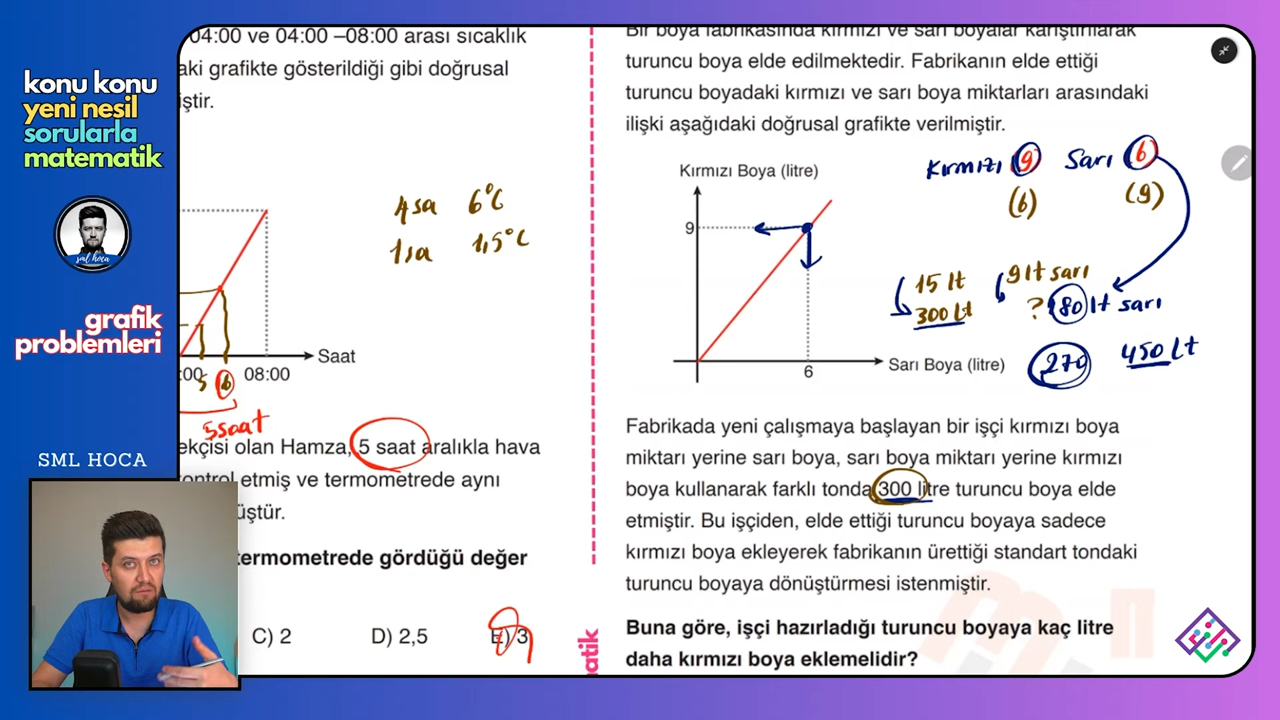 konu konu
yeni nesil
sorularla
matematik
sml hoca
grafik
problemleri
SML HOCA
04:00 ve 04:00 –08:00 arası sıcaklık
aki grafikte gösterildiği gibi doğrusal
iştir.
4sa 6°C
1sa 1,5°C
Saat
:00 5 6 08:00
5saat
ekçisi olan Hamza, 5 saat aralıkla hava
kontrol etmiş ve termometrede aynı
üştür.
termometrede gördüğü değer
C) 2 D) 2,5 E) 3
Bir boya fabrikasında kırmızı ve sarı boyalar karıştırılarak
turuncu boya elde edilmektedir. Fabrikanın elde ettiği
turuncu boyadaki kırmızı ve sarı boya miktarları arasındaki
ilişki aşağıdaki doğrusal grafikte verilmiştir.
Kırmızı Boya (litre)
Kırmızı 9 Sarı 6
(6) (9)
9
15 lt 9lt sarı
300 Lt ? 180 lt sarı
270 450 Lt
Sarı Boya (litre)
6
Fabrikada yeni çalışmaya başlayan bir işçi kırmızı boya
miktarı yerine sarı boya, sarı boya miktarı yerine kırmızı
boya kullanarak farklı tonda 300 litre turuncu boya elde
etmiştir. Bu işçiden, elde ettiği turuncu boyaya sadece
kırmızı boya ekleyerek fabrikanın ürettiği standart tondaki
turuncu boyaya dönüştürmesi istenmiştir.
Buna göre, işçi hazırladığı turuncu boyaya kaç litre
daha kırmızı boya eklemelidir?
atik